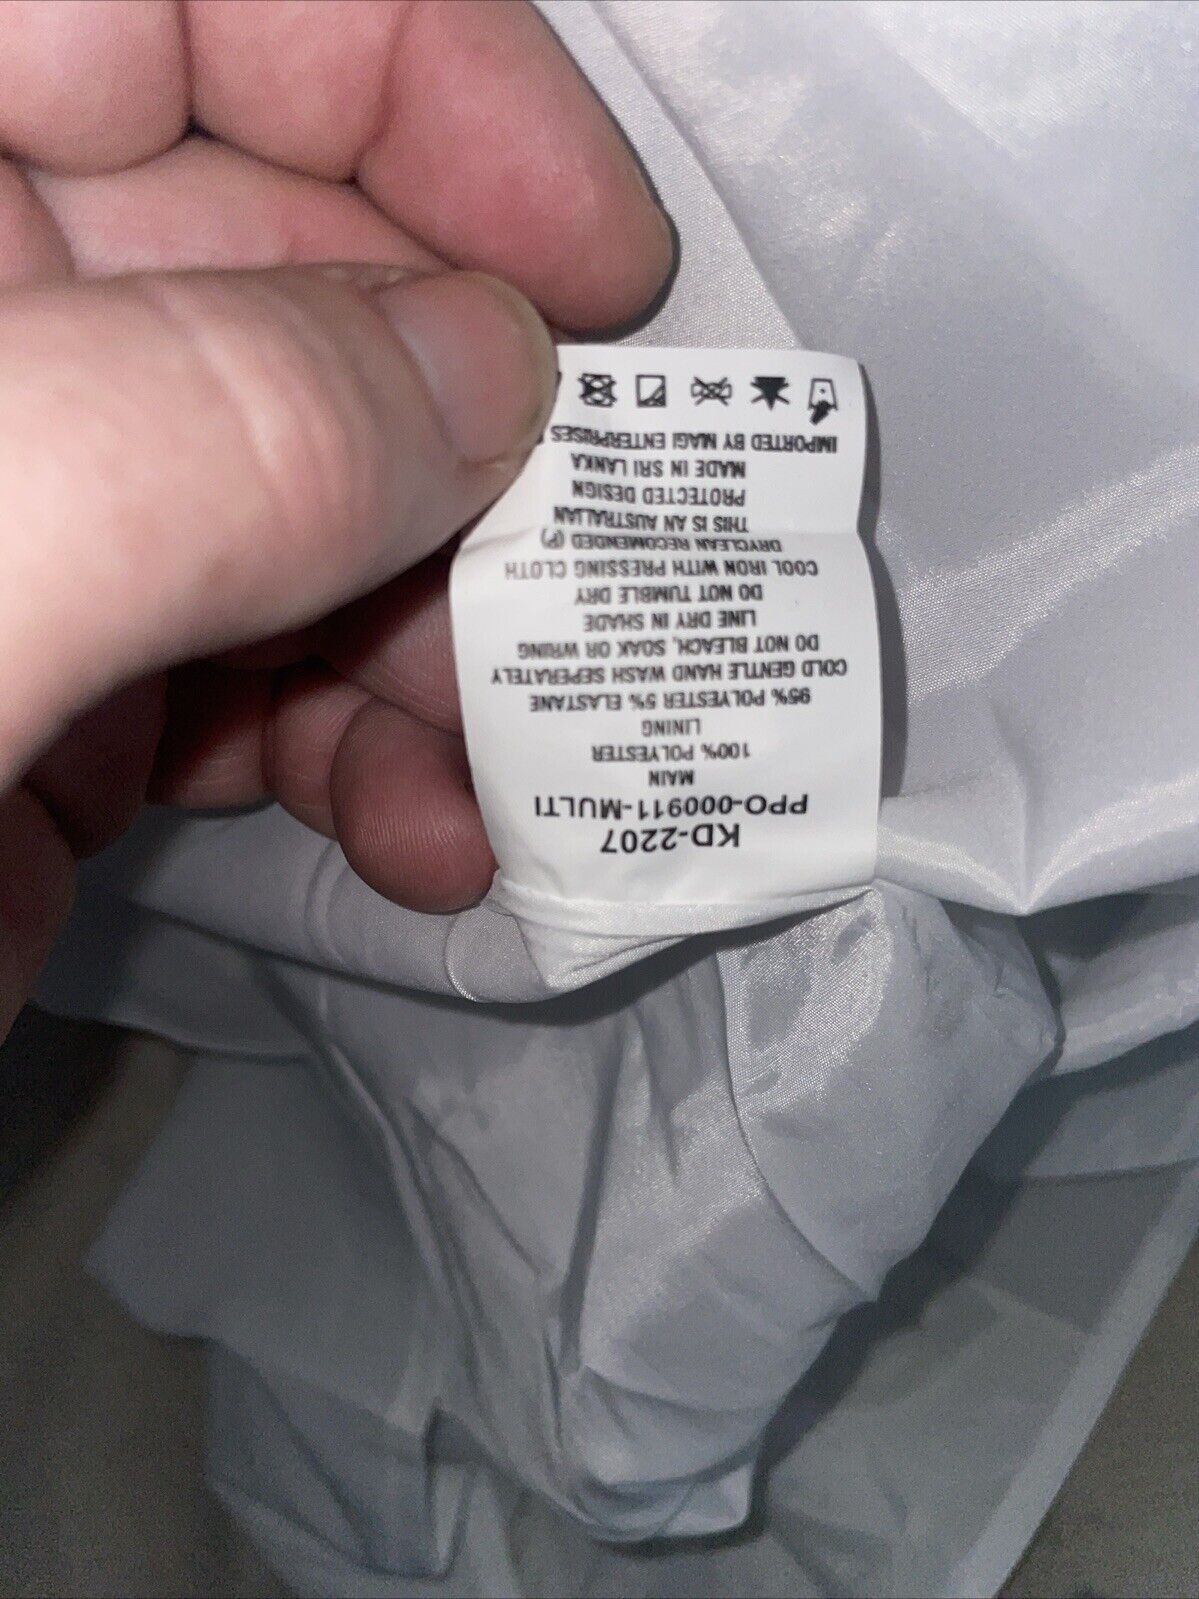 KD-2207
PPO-000911-MULTI
MAIN
100% POLYESTER
LINING
95% POLYESTER 5% ELASTANE
COLD GENTLE HAND WASH SEPERATELY
DO NOT BLEACH, SOAK OR WRING
LINE DRY IN SHADE
DO NOT TUMBLE DRY
COOL IRON WITH PRESSING CLOTH
DRYCLEAN RECOMENDED (P)
THIS IS AN AUSTRALIAN
PROTECTED DESIGN
MADE IN SRI LANKA
IMPORTED BY MAGI ENTERPRISES